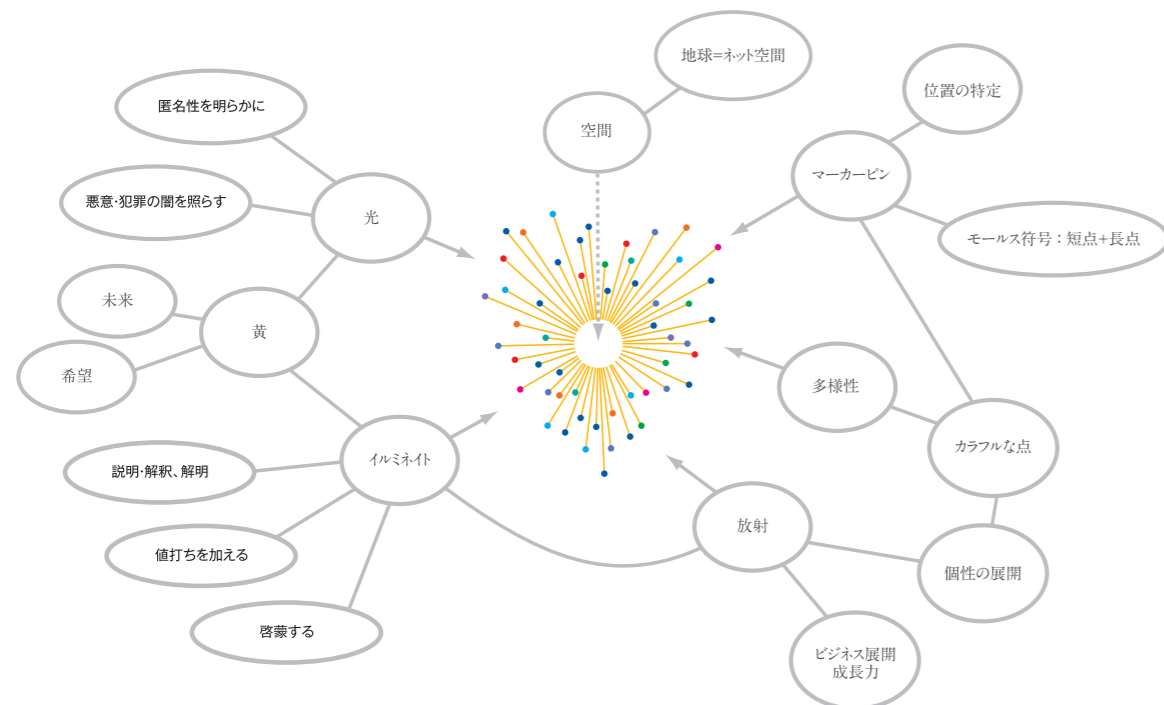 地球=ネット空間
位置の特定
匿名性を明らかに
空間
マーカーピン
悪意・犯罪の闇を照らす
光
モールス符号：短点+長点
未来
黄
希望
多様性
カラフルな点
イルミネイト
説明・解釈、解明
放射
値打ちを加える
個性の展開
啓蒙する
ビジネス展開
成長力